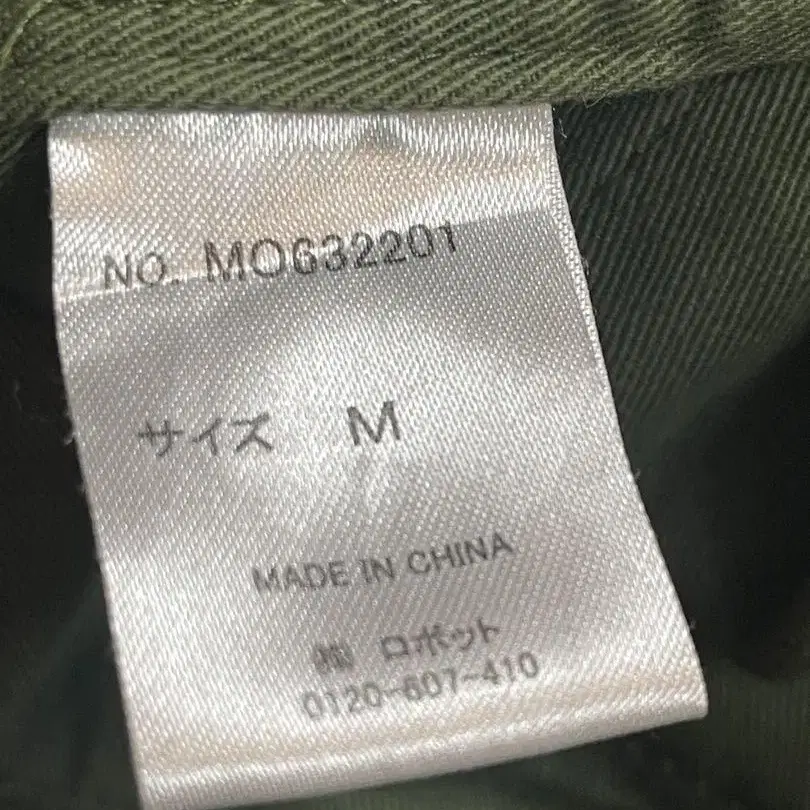 NO. MO632201
サイズ M
MADE IN CHINA
㈱ ロボット
0120-607-410